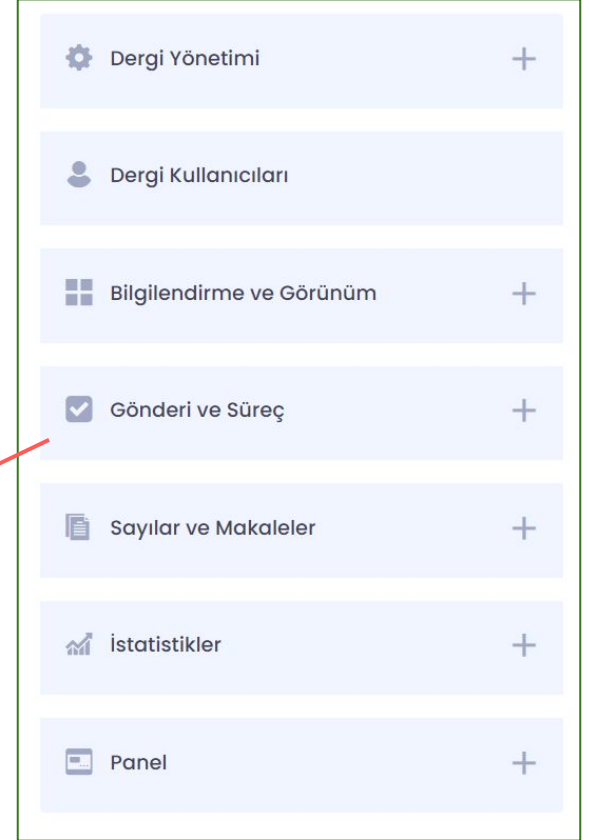 Dergi Yönetimi
Dergi Kullanıcıları
Bilgilendirme ve Görünüm
Gönderi ve Süreç
Sayılar ve Makaleler
İstatistikler
Panel